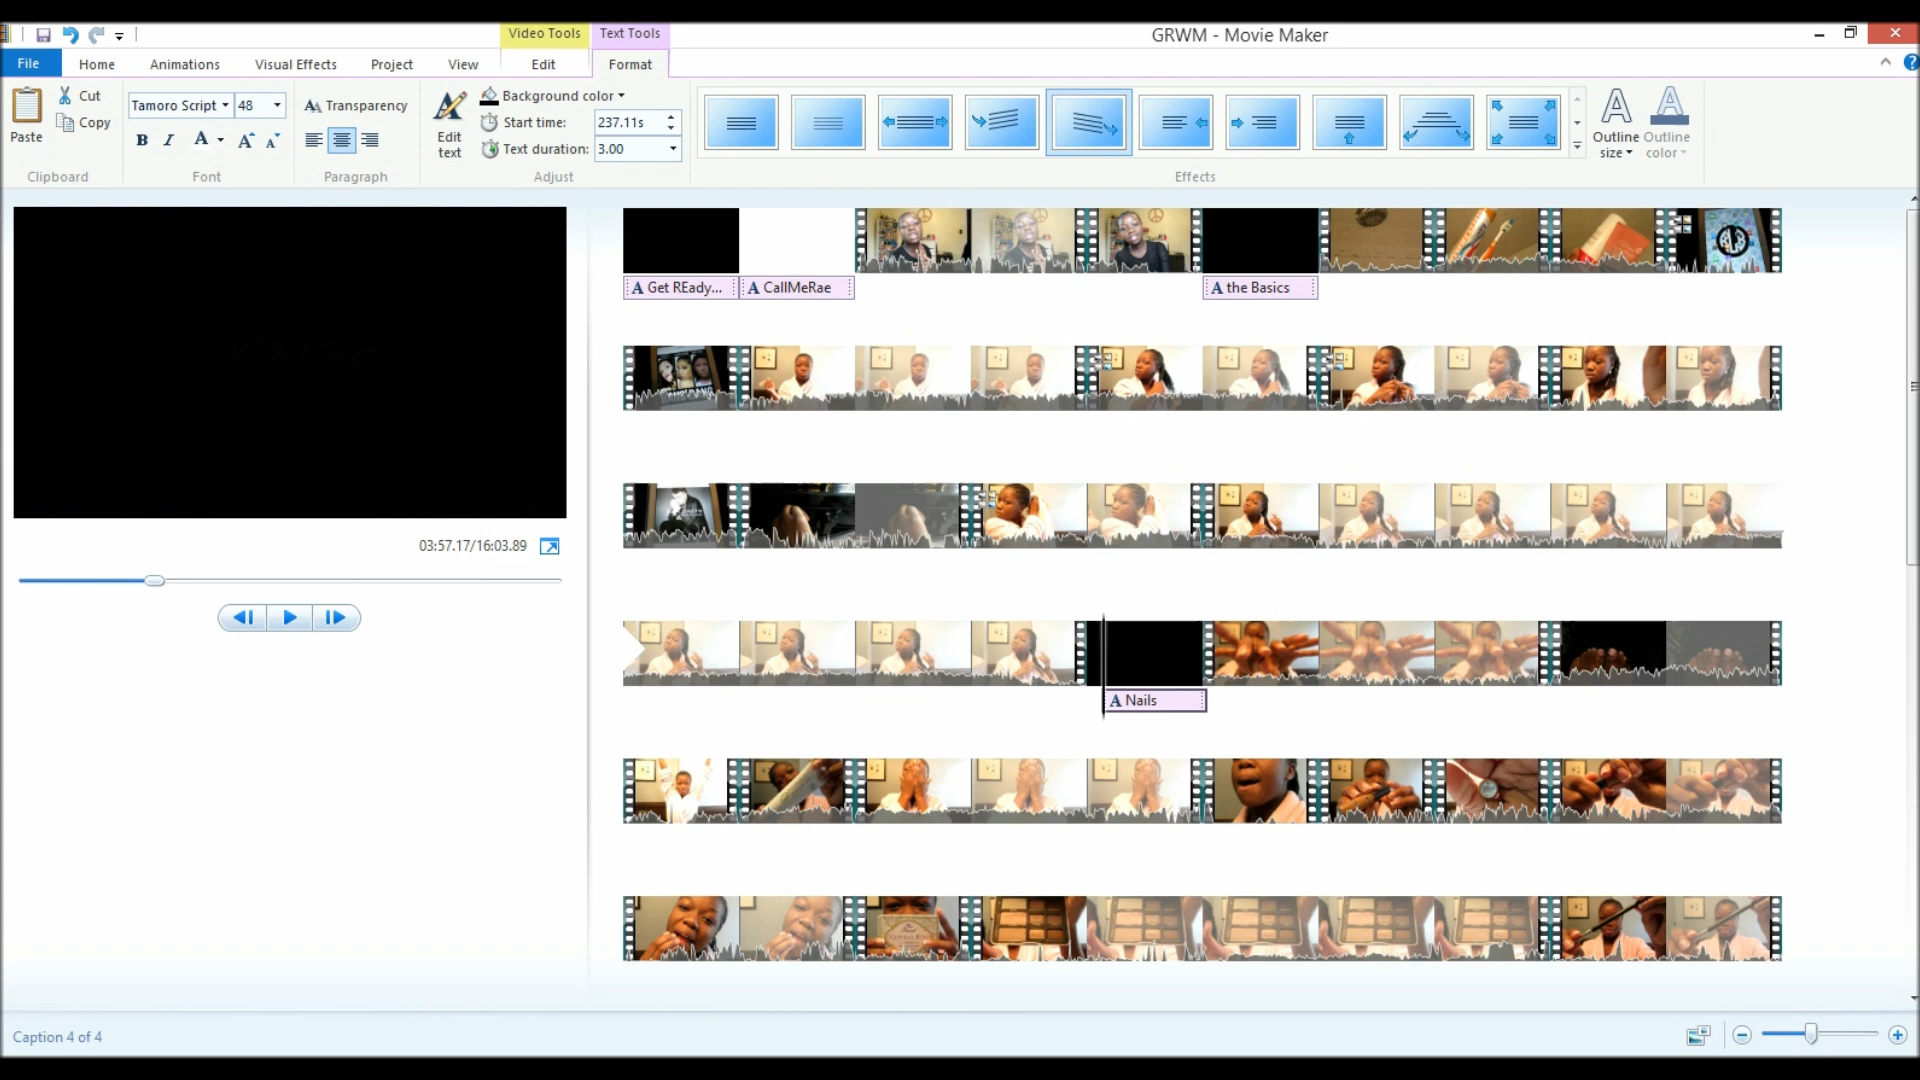 Video Tools
Text Tools
GRWM - Movie Maker
File
Home
Animations
Visual Effects
Project
View
Edit
Format
Paste
Cut
Copy
Clipboard
Tamoro Script
48
B I A A A
Font
Transparency
Paragraph
Edit text
Background color
Start time: 237.11s
Text duration: 3.00
Adjust
Effects
Outline size
Outline color
A Get REady...
A CallMeRae
A the Basics
Nails
03:57.17/16:03.89
A Nails
Caption 4 of 4